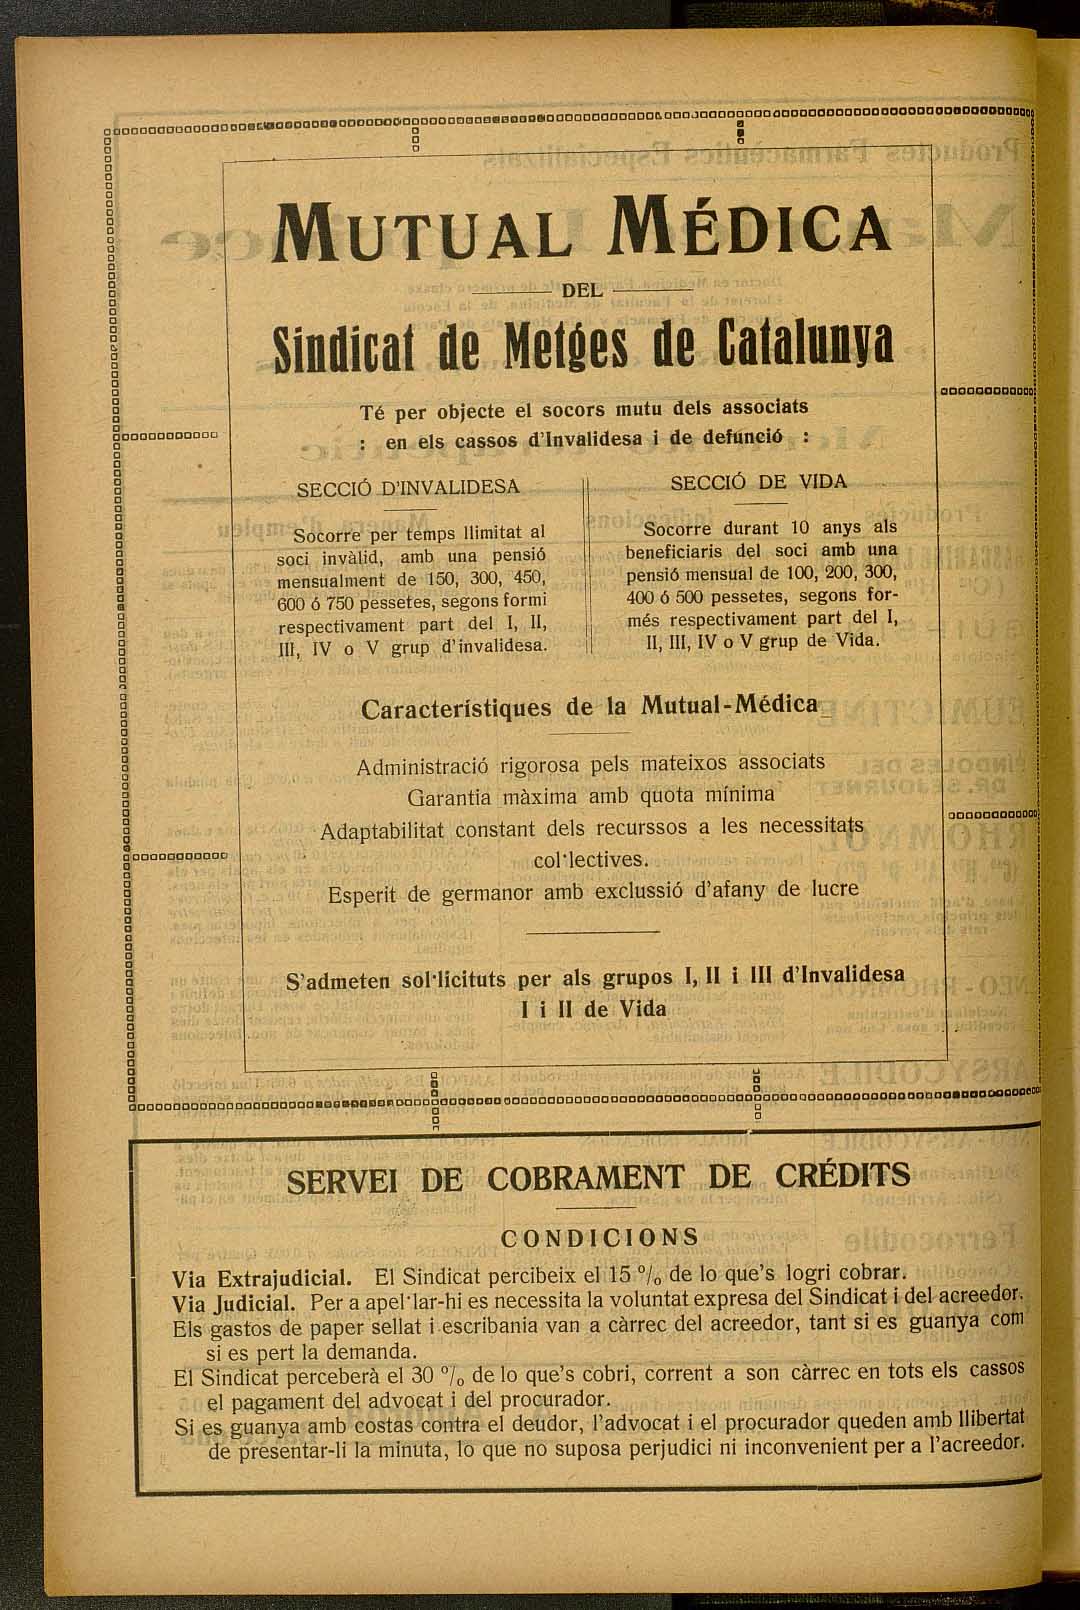 MUTUAL MÉDICA
DEL
Sindicat de Metges de Catalunya
Té per objecte el socors mutu dels associats
: en els cassos d'Invalidesa i de defunció :
SECCIÓ D'INVALIDESA
Socorre per temps llimitat al
soci invàlid, amb una pensió
mensualment de 150, 300, 450,
600 ó 750 pessetes, segons formi
respectivament part del I, II,
III, IV o V grup d'invalidesa.
SECCIÓ DE VIDA
Socorre durant 10 anys als
beneficiaris del soci amb una
pensió mensual de 100, 200, 300,
400 ó 500 pessetes, segons for-
més respectivament part del I,
II, III, IV o V grup de Vida.
Característiques de la Mutual-Médica
Administració rigorosa pels mateixos associats
Garantia màxima amb quota mínima
Adaptabilitat constant dels recurssos a les necessitats
col·lectives.
Esperit de germanor amb exclussió d'afany de lucre
S'admeten sol·licituts per als grupos I, II i III d'Invalidesa
I i II de Vida
SERVEI DE COBRAMENT DE CRÉDITS
CONDICIONS
Via Extrajudicial. El Sindicat percibeix el 15 % de lo que's logri cobrar.
Via Judicial. Per a apel·lar-hi es necessita la voluntat expresa del Sindicat i del acreedor.
Els gastos de paper sellat i escribania van a càrrec del acreedor, tant si es guanya com
si es pert la demanda.
El Sindicat perceberà el 30 % de lo que's cobri, corrent a son càrrec en tots els cassos
el pagament del advocat i del procurador.
Si es guanya amb costas contra el deudor, l'advocat i el procurador queden amb llibertat
de presentar-li la minuta, lo que no suposa perjudici ni inconvenient per a l'acreedor.